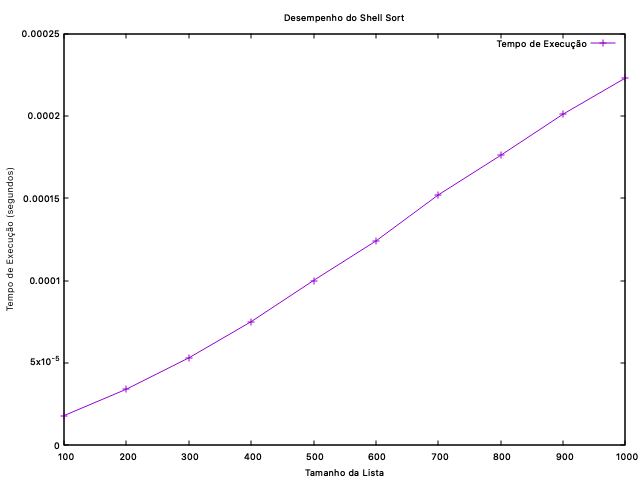 Desempenho do Shell Sort
Tempo de Execução
Tempo de Execução (segundos)
0.00025
0.0002
0.00015
0.0001
5x10⁻⁵
0
100 200 300 400 500 600 700 800 900 1000
Tamanho da Lista